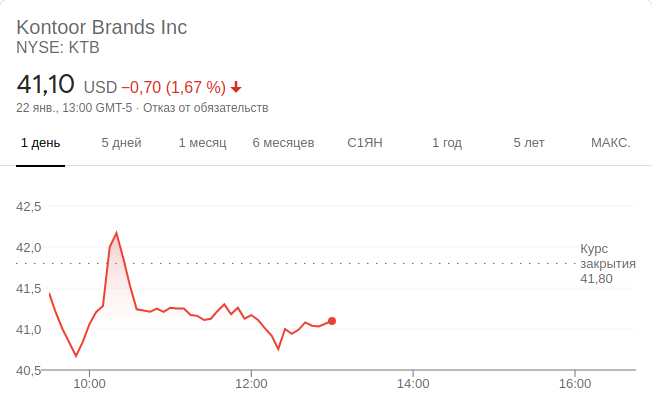 Kontoor Brands Inc
NYSE: KTB
41,10 USD −0,70 (1,67 %)
22 янв., 13:00 GMT-5 · Отказ от обязательств
1 день 5 дней 1 месяц 6 месяцев С1ЯН 1 год 5 лет МАКС.
42,5
42,0
Курс
закрытия
41,80
41,5
41,0
40,5
10:00 12:00 14:00 16:00